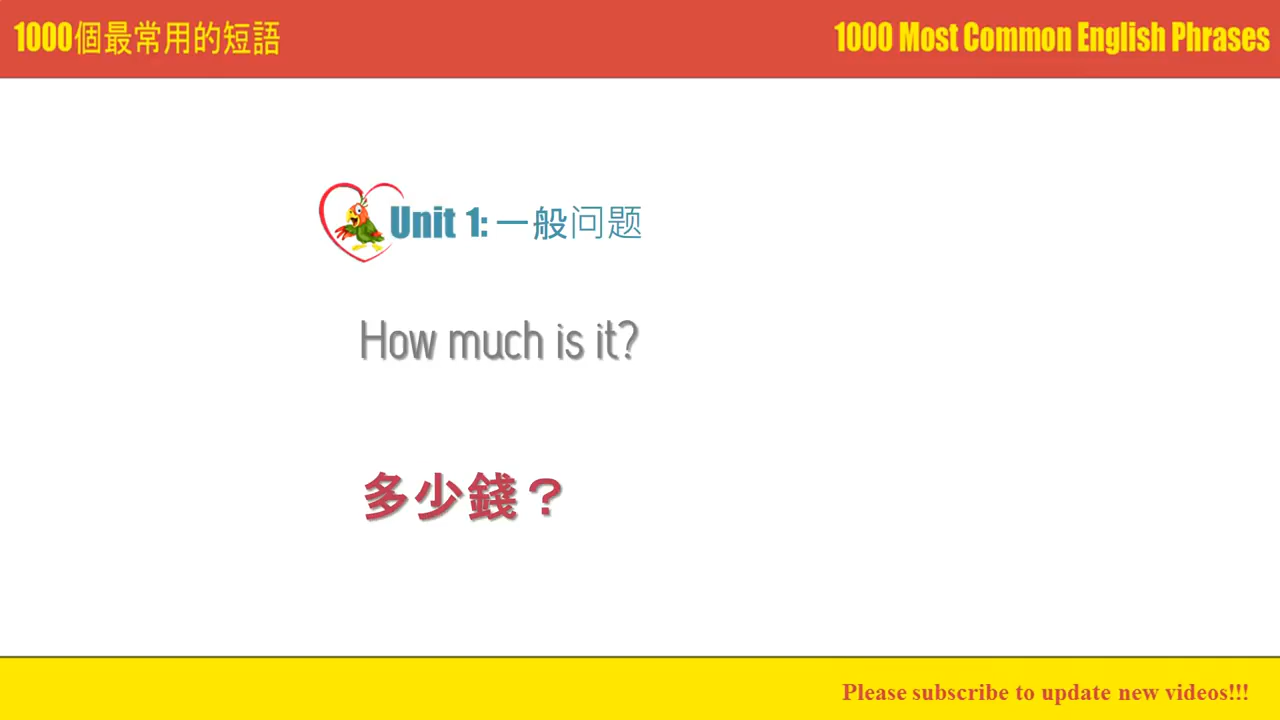 1000個最常用的短語
1000 Most Common English Phrases
Unit 1: 一般问题
How much is it?
多少錢？
Please subscribe to update new videos!!!